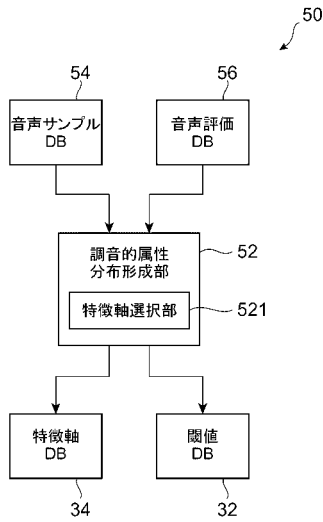 50
54
56
音声サンプル
DB
音声評価
DB
調音的属性
分布形成部
52
特徴軸選択部
521
特徴軸
DB
閾値
DB
34
32